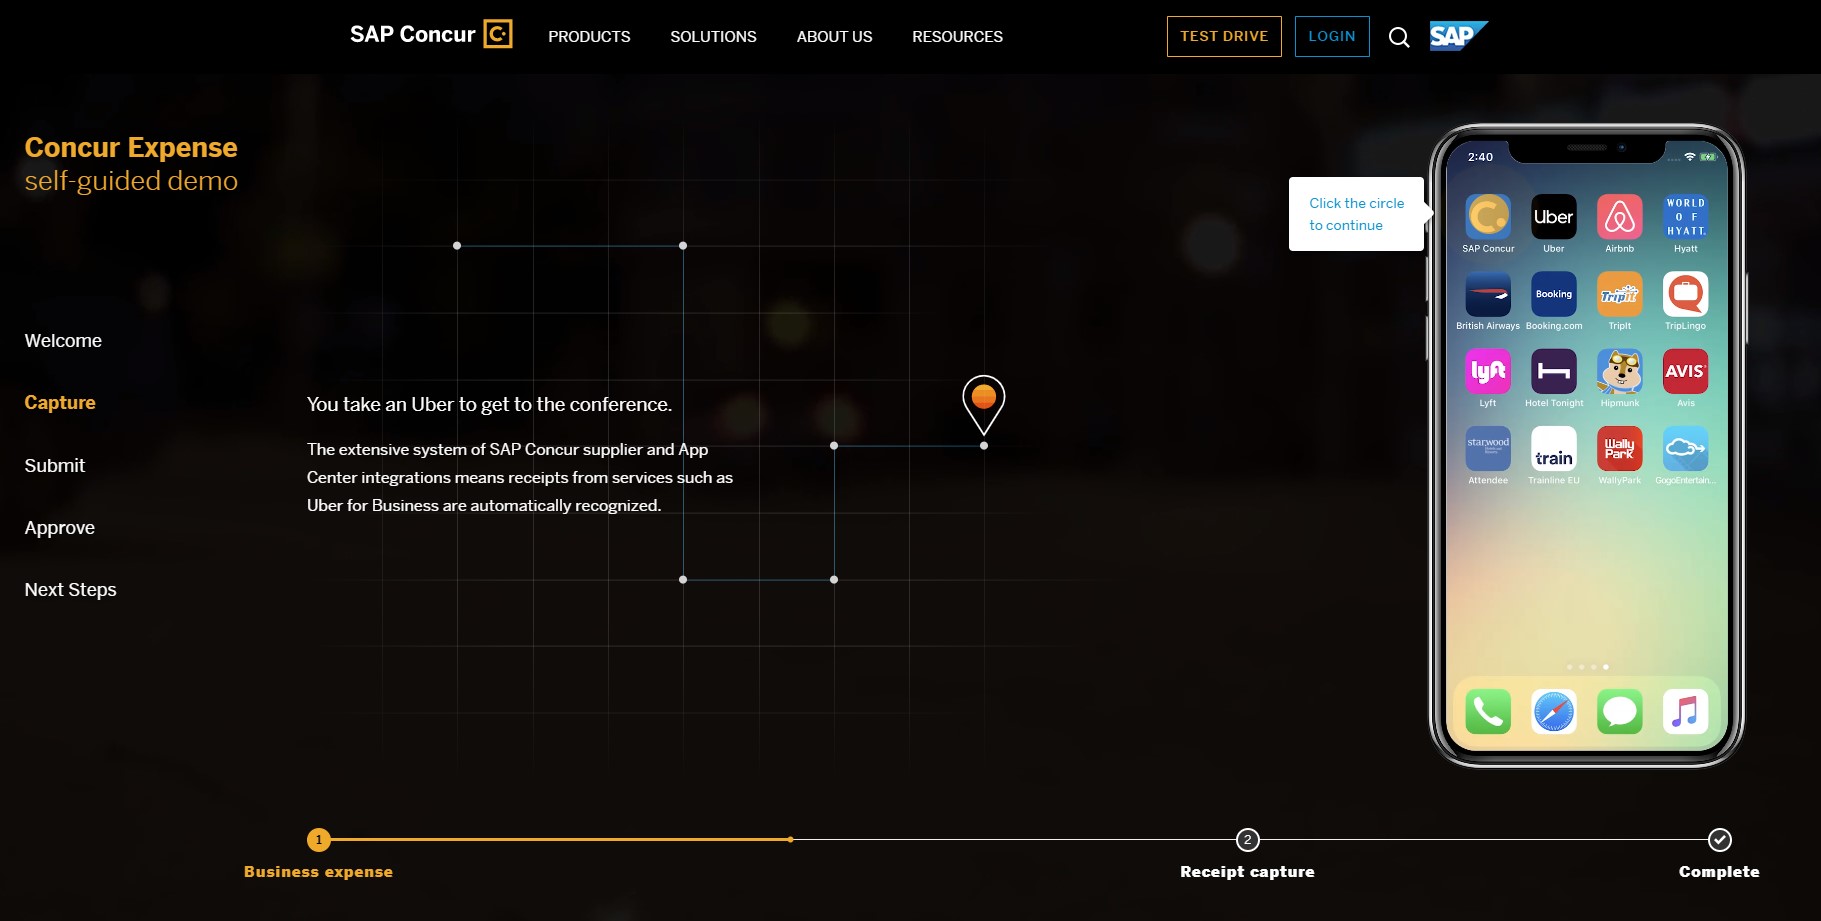 SAP Concur C.
PRODUCTS
SOLUTIONS
ABOUT US
RESOURCES
TEST DRIVE
LOGIN
SAP
Concur Expense
self-guided demo
Welcome
Capture
Submit
Approve
Next Steps
You take an Uber to get to the conference.
The extensive system of SAP Concur supplier and App
Center integrations means receipts from services such as
Uber for Business are automatically recognized.
Click the circle
to continue
2:40
Uber
WORLD
OF
HYATT.
SAP Concur
Uber
Airbnb
Hyatt
Booking
TripIt
British Airways
Booking.com
TripIt
TripLingo
lyft
AVIS
Lyft
Hotel Tonight
Hipmunk
Avis
starwood
train
Wally
Park
Attendee
Trainline EU
WallyPark
GogoEntertain...
1
Business expense
2
Receipt capture
Complete